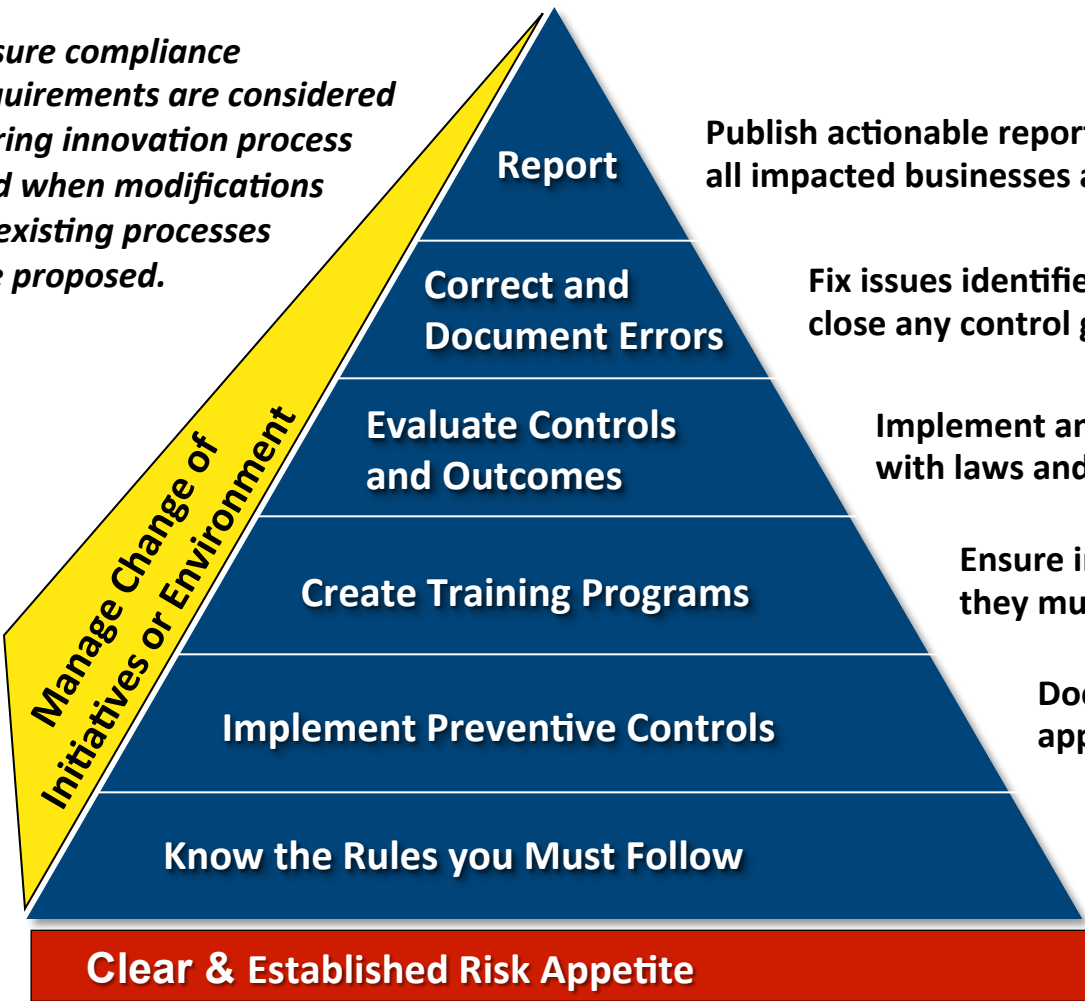 sure compliance
quirements are considered
ring innovation process
d when modifications
existing processes
e proposed.
Report
Publish actionable repor
all impacted businesses a
Correct and
Document Errors
Fix issues identifie
close any control g
Evaluate Controls
and Outcomes
Implement an
with laws and
Create Training Programs
Ensure i
they mu
Implement Preventive Controls
Do
app
Know the Rules you Must Follow
Manage Change of
Initiatives or Environment
Clear & Established Risk Appetite